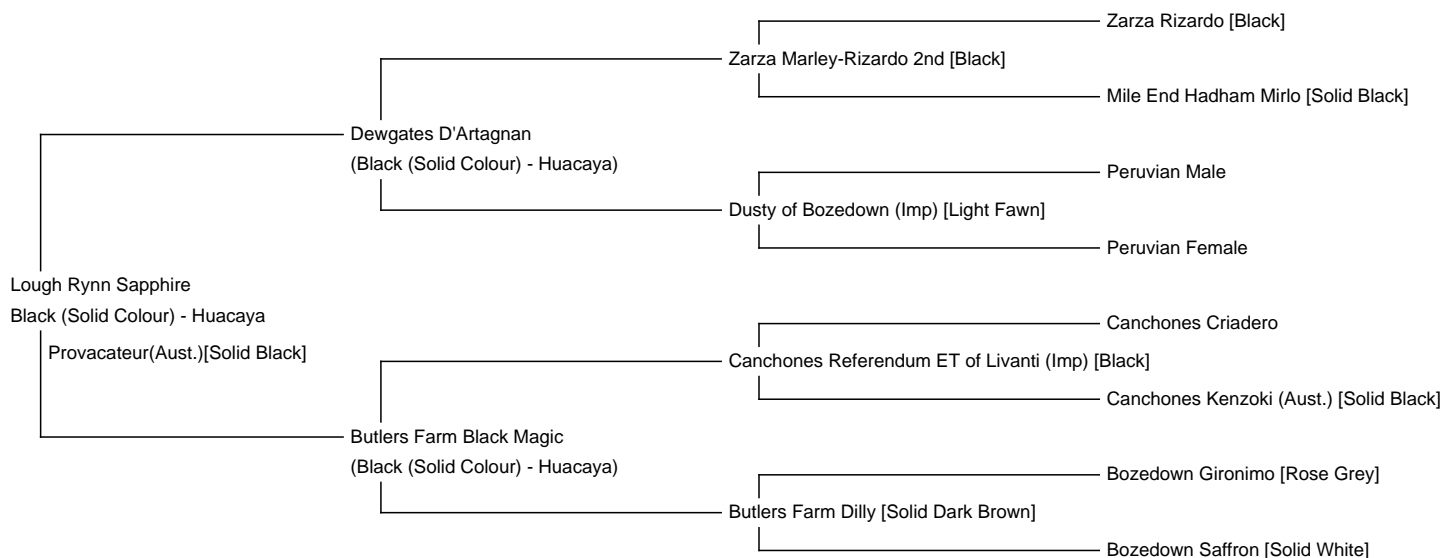 Zarza Rizardo [Black]
Zarza Marley-Rizardo 2nd [Black]
Mile End Hadham Mirlo [Solid Black]
Dewgates D'Artagnan
(Black (Solid Colour) - Huacaya)
Peruvian Male
Dusty of Bozedown (Imp) [Light Fawn]
Peruvian Female
Lough Rynn Sapphire
Black (Solid Colour) - Huacaya
Provacateur(Aust.)[Solid Black]
Canchones Criadero
Canchones Referendum ET of Livanti (Imp) [Black]
Canchones Kenzoki (Aust.) [Solid Black]
Butlers Farm Black Magic
(Black (Solid Colour) - Huacaya)
Bozedown Gironimo [Rose Grey]
Butlers Farm Dilly [Solid Dark Brown]
Bozedown Saffron [Solid White]